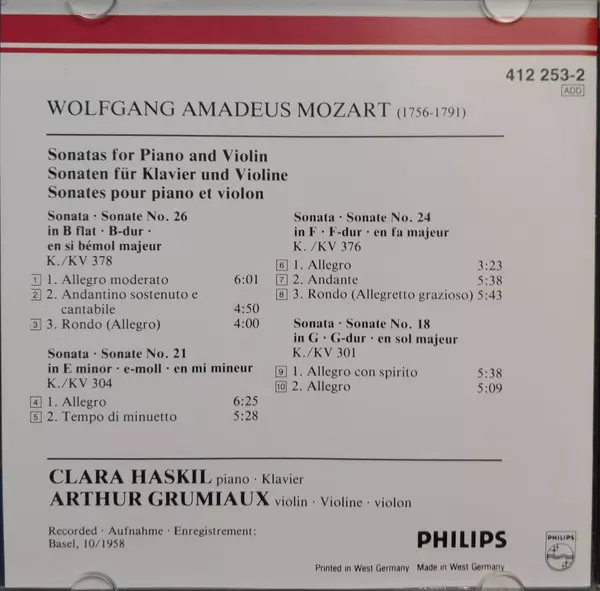 412 253-2
ADD
WOLFGANG AMADEUS MOZART (1756-1791)
Sonatas for Piano and Violin
Sonaten für Klavier und Violine
Sonates pour piano et violon
Sonata · Sonate No. 26
in B flat · B-dur ·
en si bémol majeur
K./KV 378
1 1. Allegro moderato 6:01
2 2. Andantino sostenuto e
cantabile 4:50
3 3. Rondo (Allegro) 4:00
Sonata · Sonate No. 21
in E minor · e-moll · en mi mineur
K./KV 304
4 1. Allegro 6:25
5 2. Tempo di minuetto 5:28
Sonata · Sonate No. 24
in F · F-dur · en fa majeur
K. /KV 376
6 1. Allegro 3:23
7 2. Andante 5:38
8 3. Rondo (Allegretto grazioso) 5:43
Sonata · Sonate No. 18
in G · G-dur · en sol majeur
K./KV 301
9 1. Allegro con spirito 5:38
10 2. Allegro 5:09
CLARA HASKIL piano · Klavier
ARTHUR GRUMIAUX violin · Violine · violon
Recorded · Aufnahme · Enregistrement:
Basel, 10/1958
PHILIPS
PHILIPS
Printed in West Germany Made in West Germany